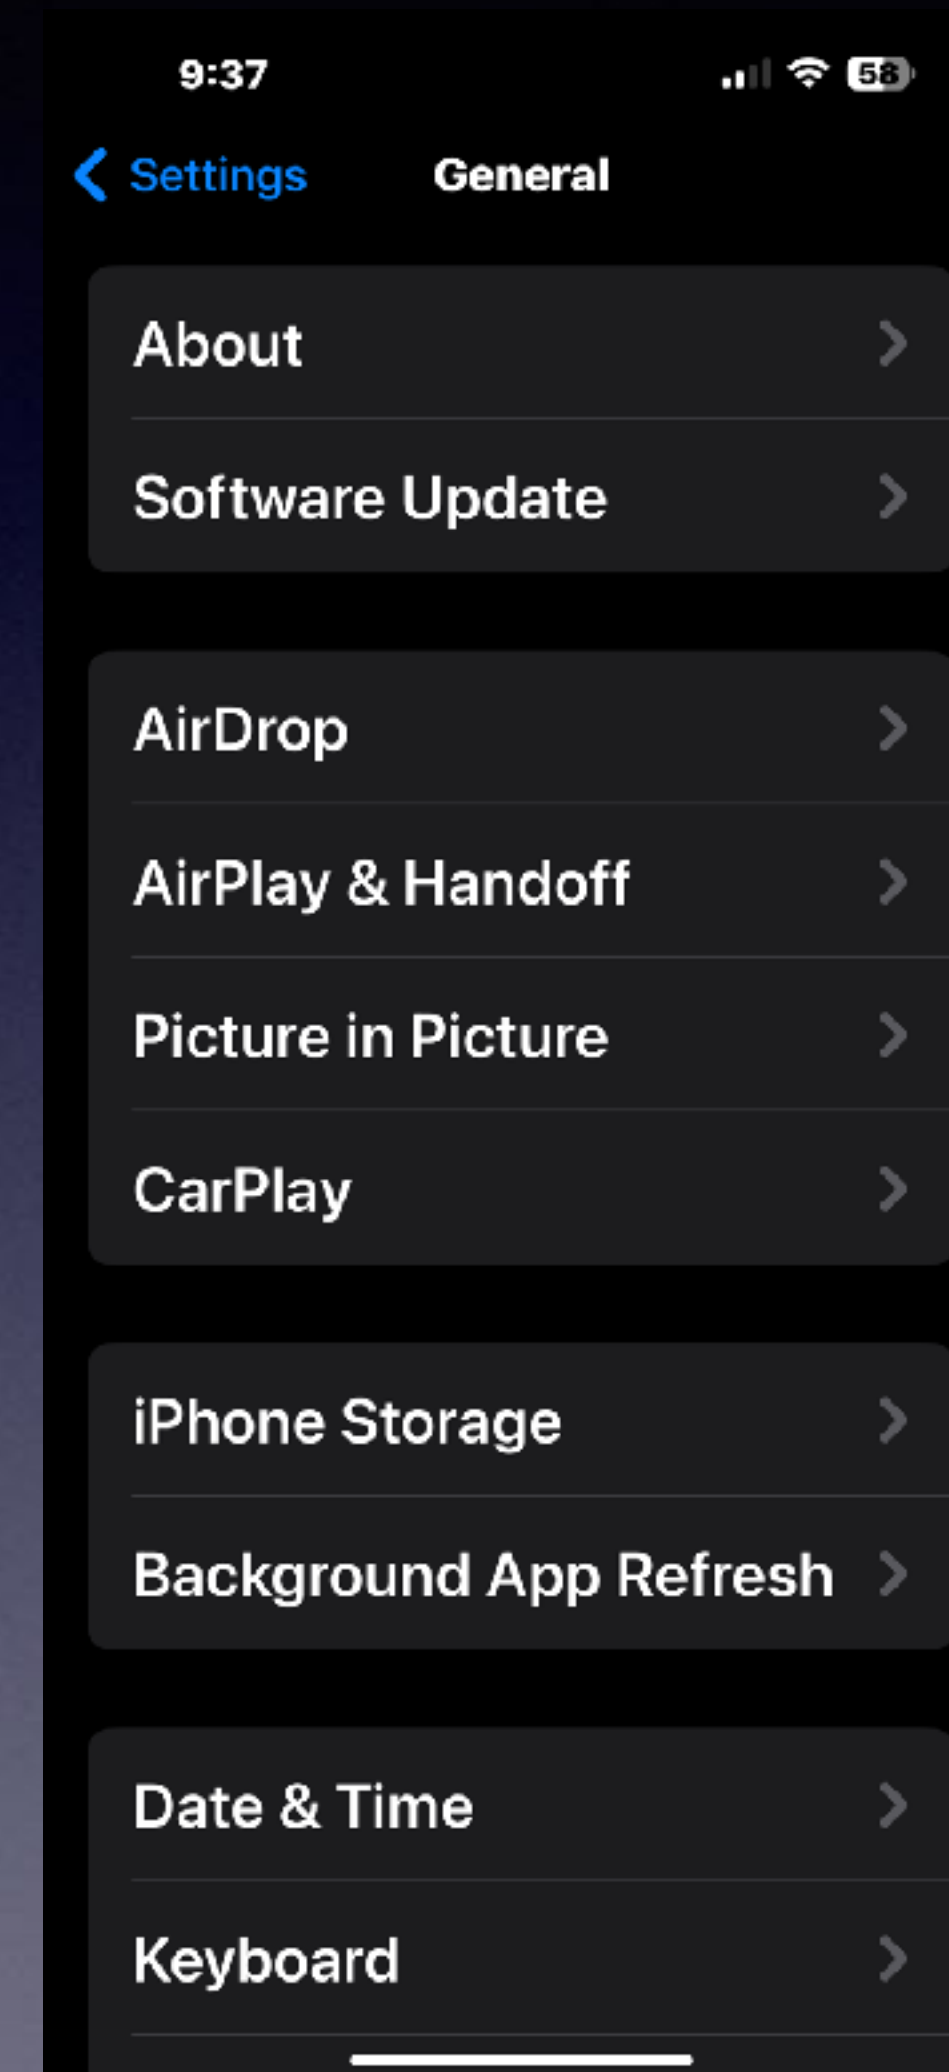 9:37
58
Settings
General
About
Software Update
AirDrop
AirPlay & Handoff
Picture in Picture
CarPlay
iPhone Storage
Background App Refresh
Date & Time
Keyboard